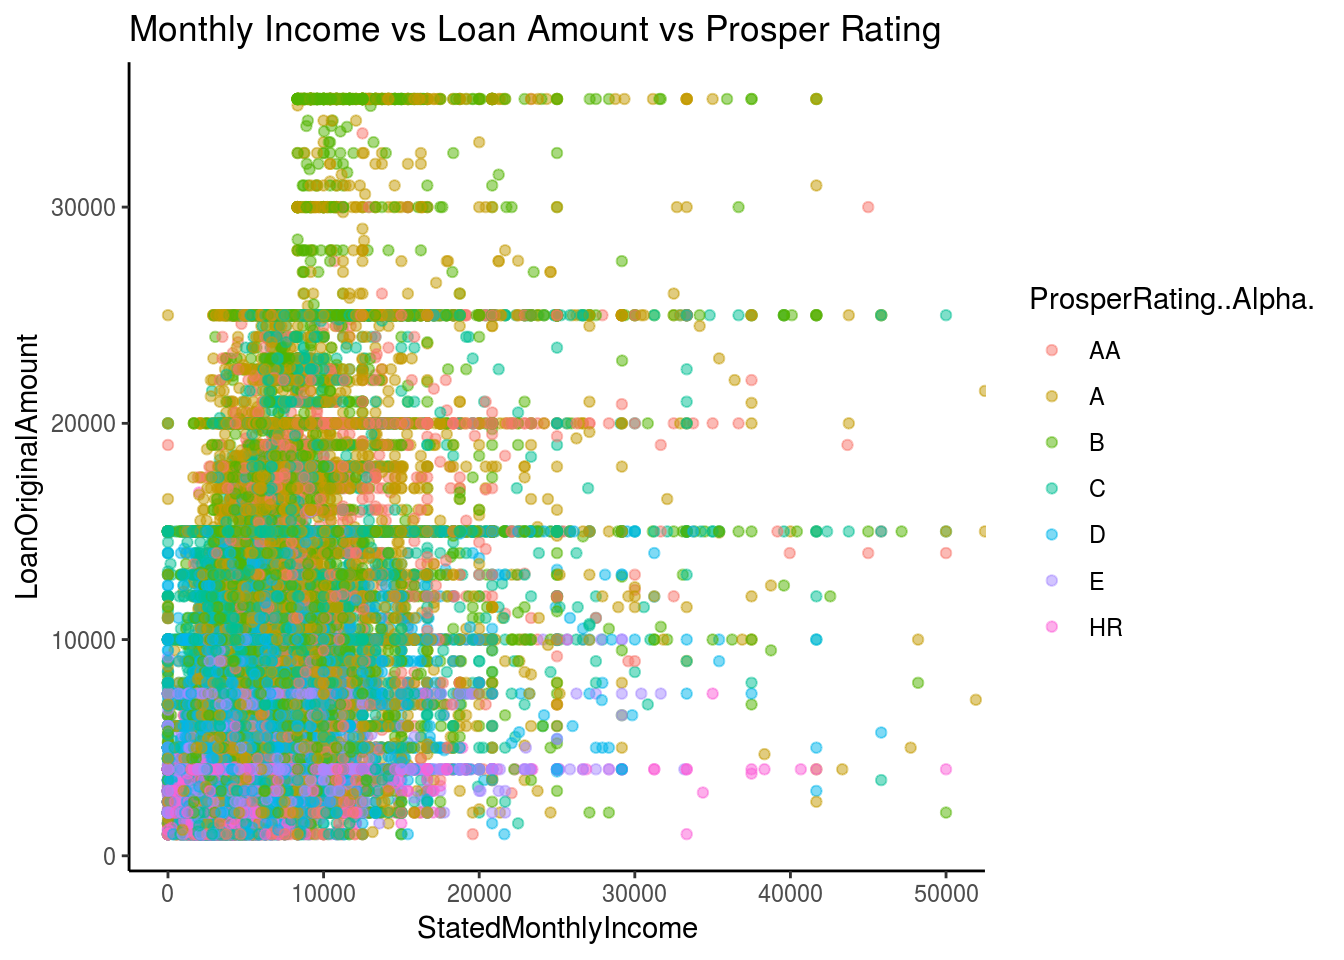 Monthly Income vs Loan Amount vs Prosper Rating
LoanOriginalAmount
30000
20000
10000
0
0 10000 20000 30000 40000 50000
StatedMonthlyIncome
ProsperRating..Alpha.
AA
A
B
C
D
E
HR